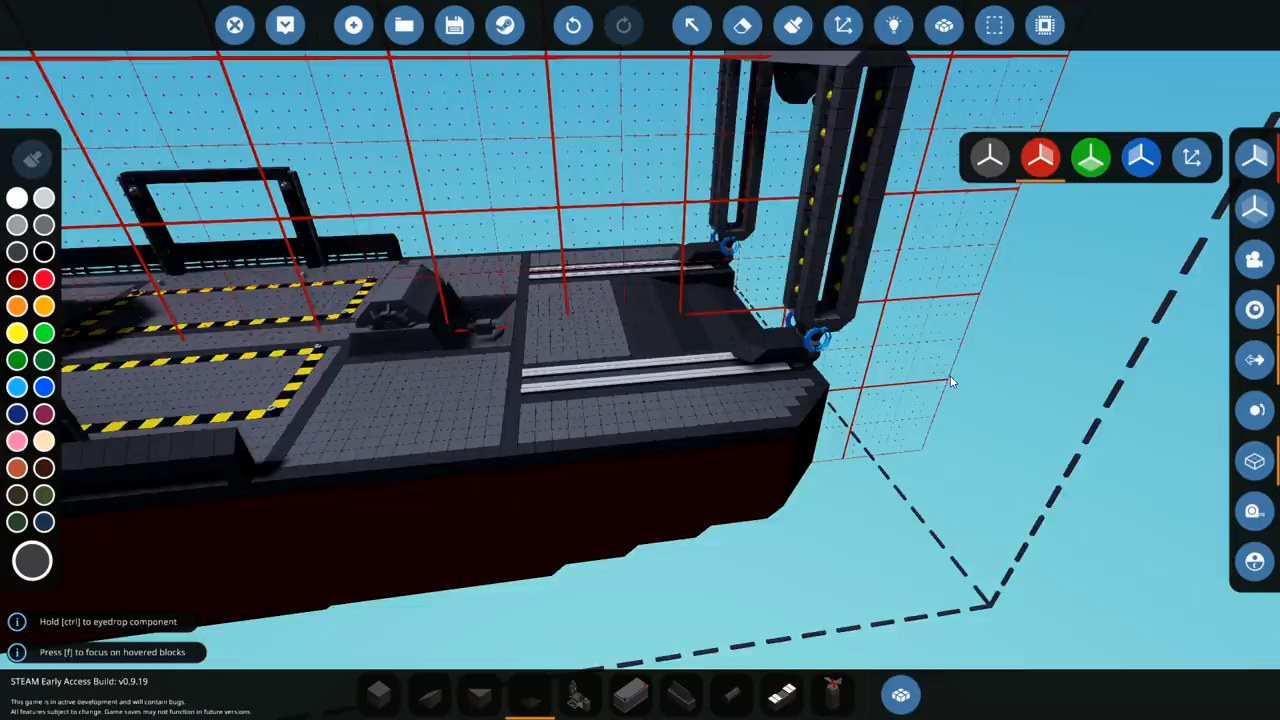 Hold [ctrl] to eyedrop component
Press [f] to focus on hovered blocks
STEAM Early Access Build: v0.9.19
This game is in active development and will contain bugs.
All features subject to change. Game saves may not function in future versions.